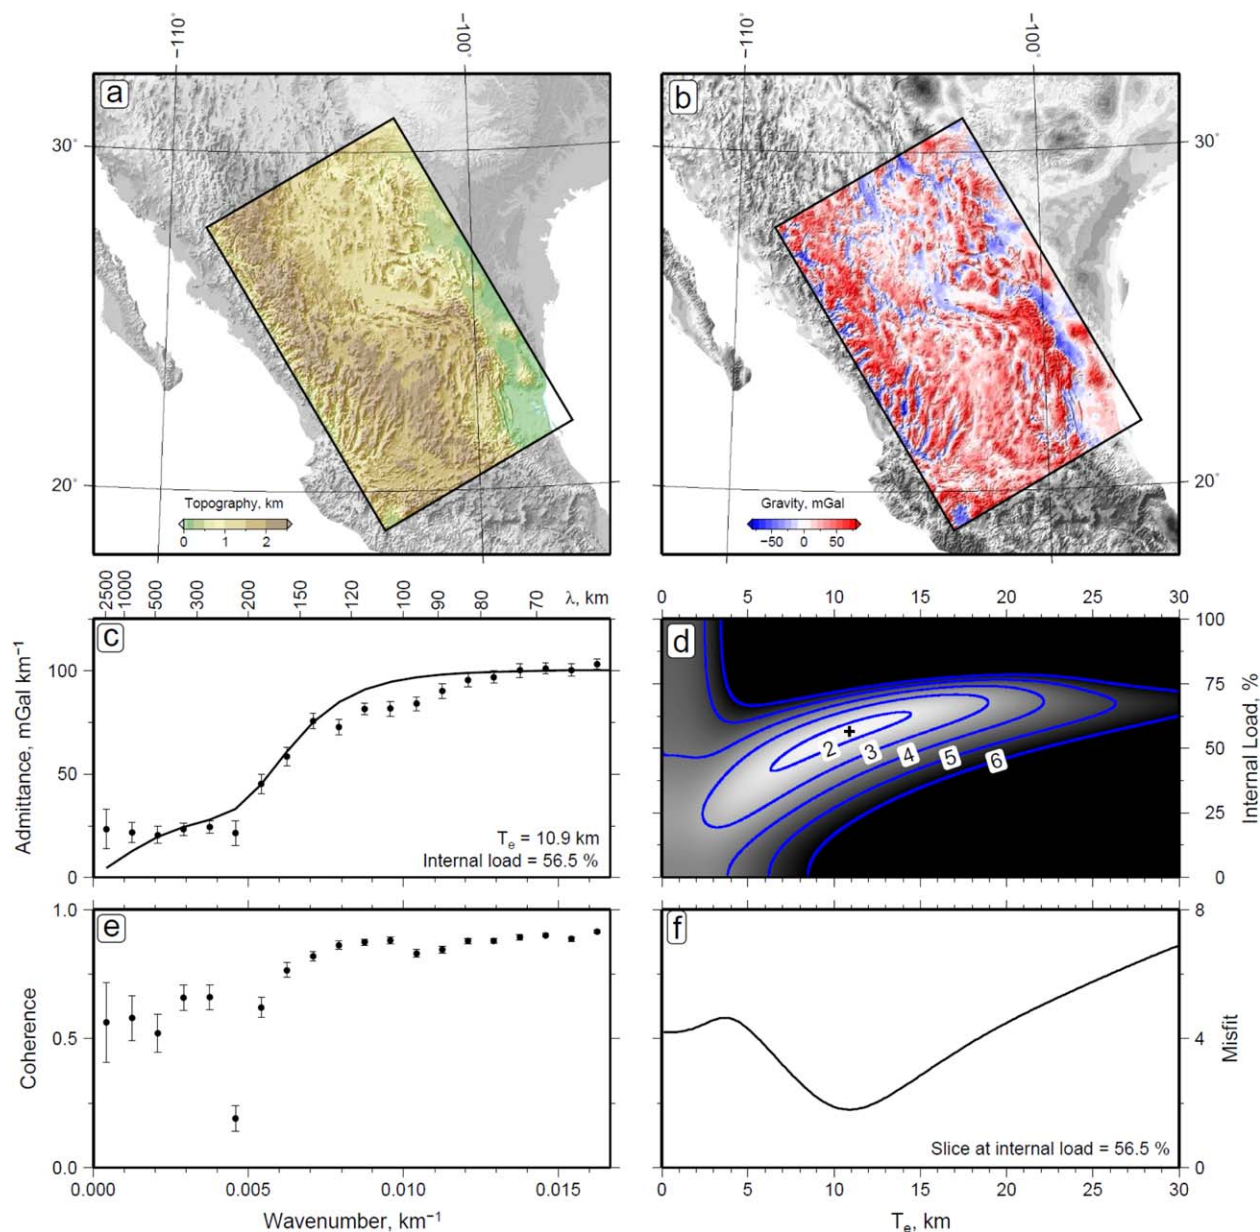 -110°
-100°
-110°
-100°
a
b
30°
30°
20°
20°
Topography, km
0 1 2
Gravity, mGal
−50 0 50
2500 1000 500 300 200 150 120 100 90 80 70 λ, km
0 5 10 15 20 25 30
c
d
Admittance, mGal km⁻¹
100
50
0
Te = 10.9 km
Internal load = 56.5 %
2 3 4 5 6
100
75
50
25
0
Internal Load, %
e
f
Coherence
1.0
0.5
0.0
8
4
0
Misfit
Slice at internal load = 56.5 %
0.000 0.005 0.010 0.015
0 5 10 15 20 25 30
Wavenumber, km⁻¹
Te, km